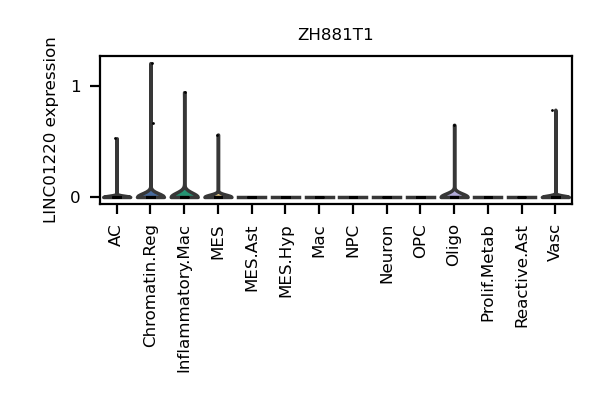 ZH881T1
LINC01220 expression
1
0
AC
Chromatin.Reg
Inflammatory.Mac
MES
MES.Ast
MES.Hyp
Mac
NPC
Neuron
OPC
Oligo
Prolif.Metab
Reactive.Ast
Vasc